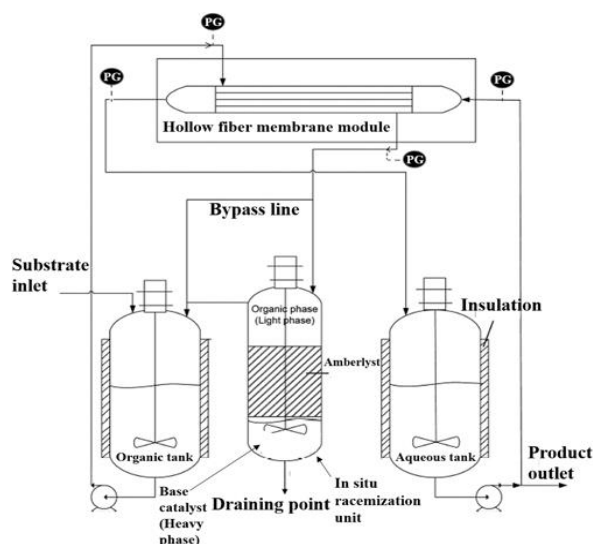 PG
PG
PG
Hollow fiber membrane module
PG
Bypass line
Substrate
inlet
Organic phase
(Light phase)
Insulation
Amberlyst
Organic tank
Aqueous tank
Product
outlet
Base
catalyst
(Heavy
phase)
Draining point
In situ
racemization
unit